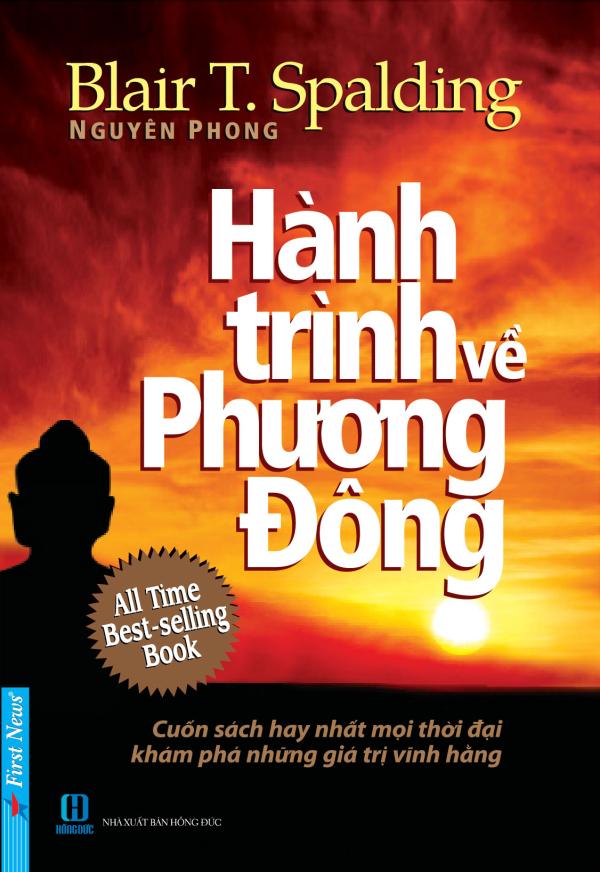 Blair T. Spalding
NGUYÊN PHONG
Hành
trình về
Phương
Đông
All Time
Best-selling
Book
Cuốn sách hay nhất mọi thời đại
khám phá những giá trị vĩnh hằng
First News®
HỒNG ĐỨC
NHÀ XUẤT BẢN HỒNG ĐỨC